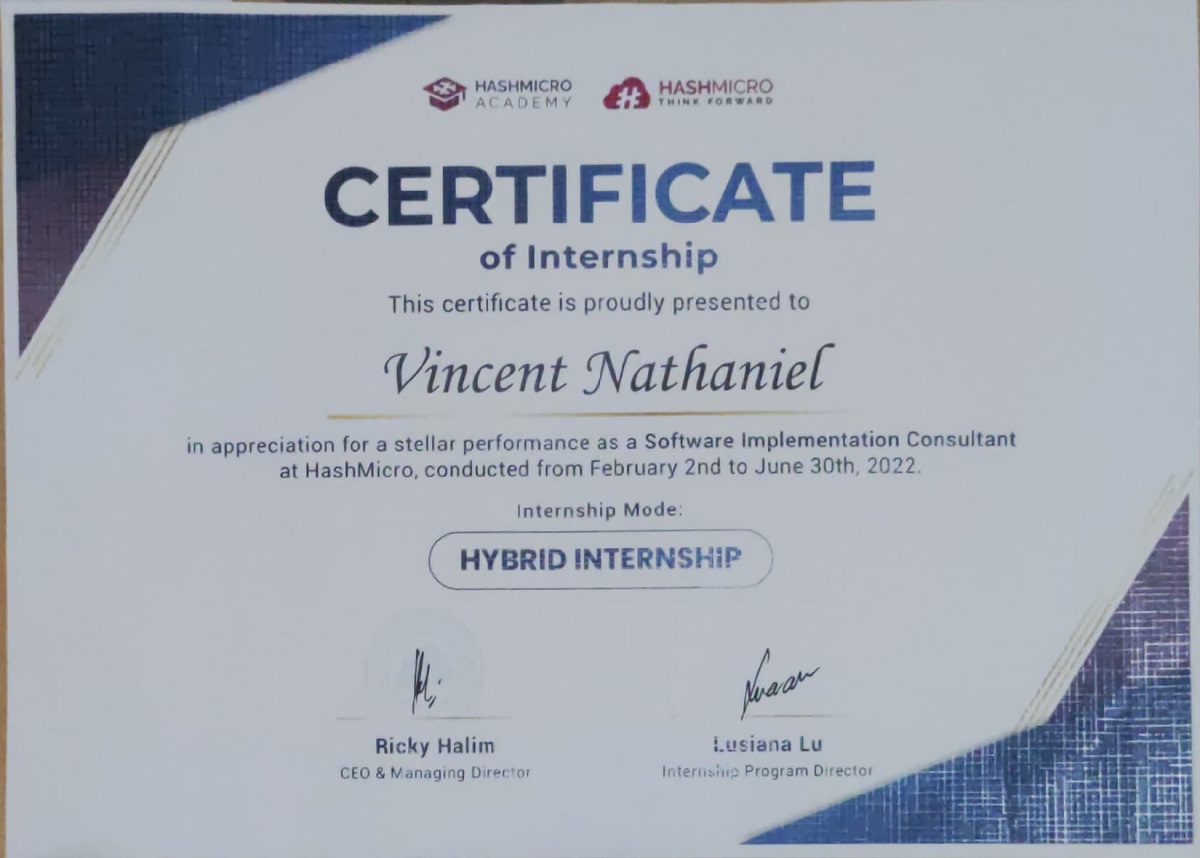 HASHMICRO
ACADEMY
HASHMICRO
THINK FORWARD
CERTIFICATE
of Internship
This certificate is proudly presented to
Vincent Nathaniel
in appreciation for a stellar performance as a Software Implementation Consultant
at HashMicro, conducted from February 2nd to June 30th, 2022.
Internship Mode:
HYBRID INTERNSHIP
Ricky Halim
CEO & Managing Director
Lusiana Lu
Internship Program Director